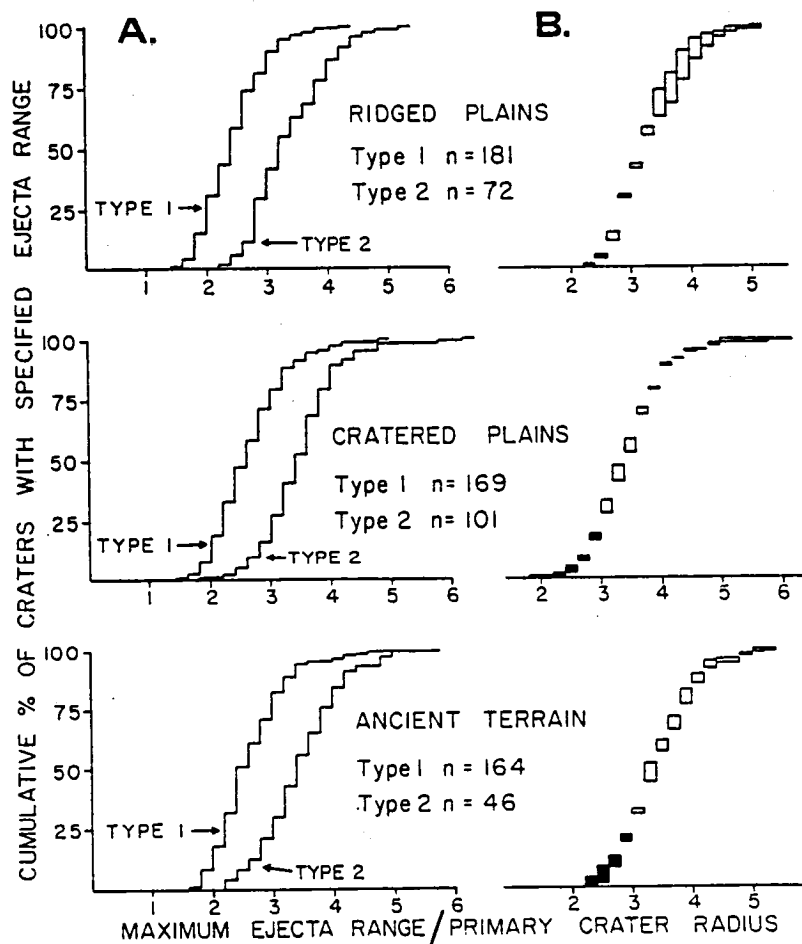 CUMULATIVE % OF CRATERS WITH SPECIFIED EJECTA RANGE
A.
B.
100
75
50
25
RIDGED PLAINS
Type 1 n=181
Type 2 n=72
TYPE 1
TYPE 2
1 2 3 4 5 6
2 3 4 5
100
75
50
25
CRATERED PLAINS
Type 1 n=169
Type 2 n=101
TYPE 1
TYPE 2
1 2 3 4 5 6
2 3 4 5 6
100
75
50
25
ANCIENT TERRAIN
Type 1 n=164
Type 2 n=46
TYPE 1
TYPE 2
1 2 3 4 5 6
2 3 4 5
MAXIMUM EJECTA RANGE/PRIMARY CRATER RADIUS